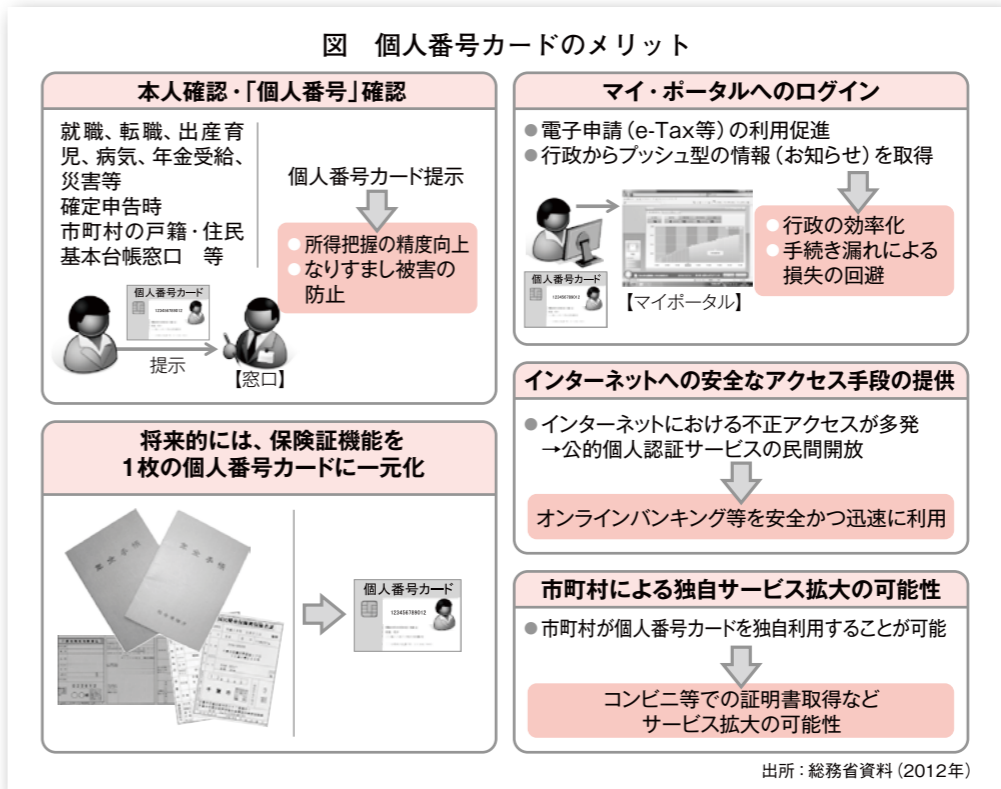 図　個人番号カードのメリット
本人確認・「個人番号」確認
就職、転職、出産育
児、病気、年金受給、
災害等
確定申告時
市町村の戸籍・住民
基本台帳窓口　等
個人番号カード提示
所得把握の精度向上
なりすまし被害の
防止
個人番号カード
123456789012
提示
【窓口】
将来的には、保険証機能を
1枚の個人番号カードに一元化
個人番号カード
123456789012
マイ・ポータルへのログイン
●電子申請（e-Tax等）の利用促進
●行政からプッシュ型の情報（お知らせ）を取得
個人番号カード
123456789012
【マイポータル】
行政の効率化
手続き漏れによる
損失の回避
インターネットへの安全なアクセス手段の提供
●インターネットにおける不正アクセスが多発
→公的個人認証サービスの民間開放
オンラインバンキング等を安全かつ迅速に利用
市町村による独自サービス拡大の可能性
●市町村が個人番号カードを独自利用することが可能
コンビニ等での証明書取得など
サービス拡大の可能性
出所：総務省資料（2012年）